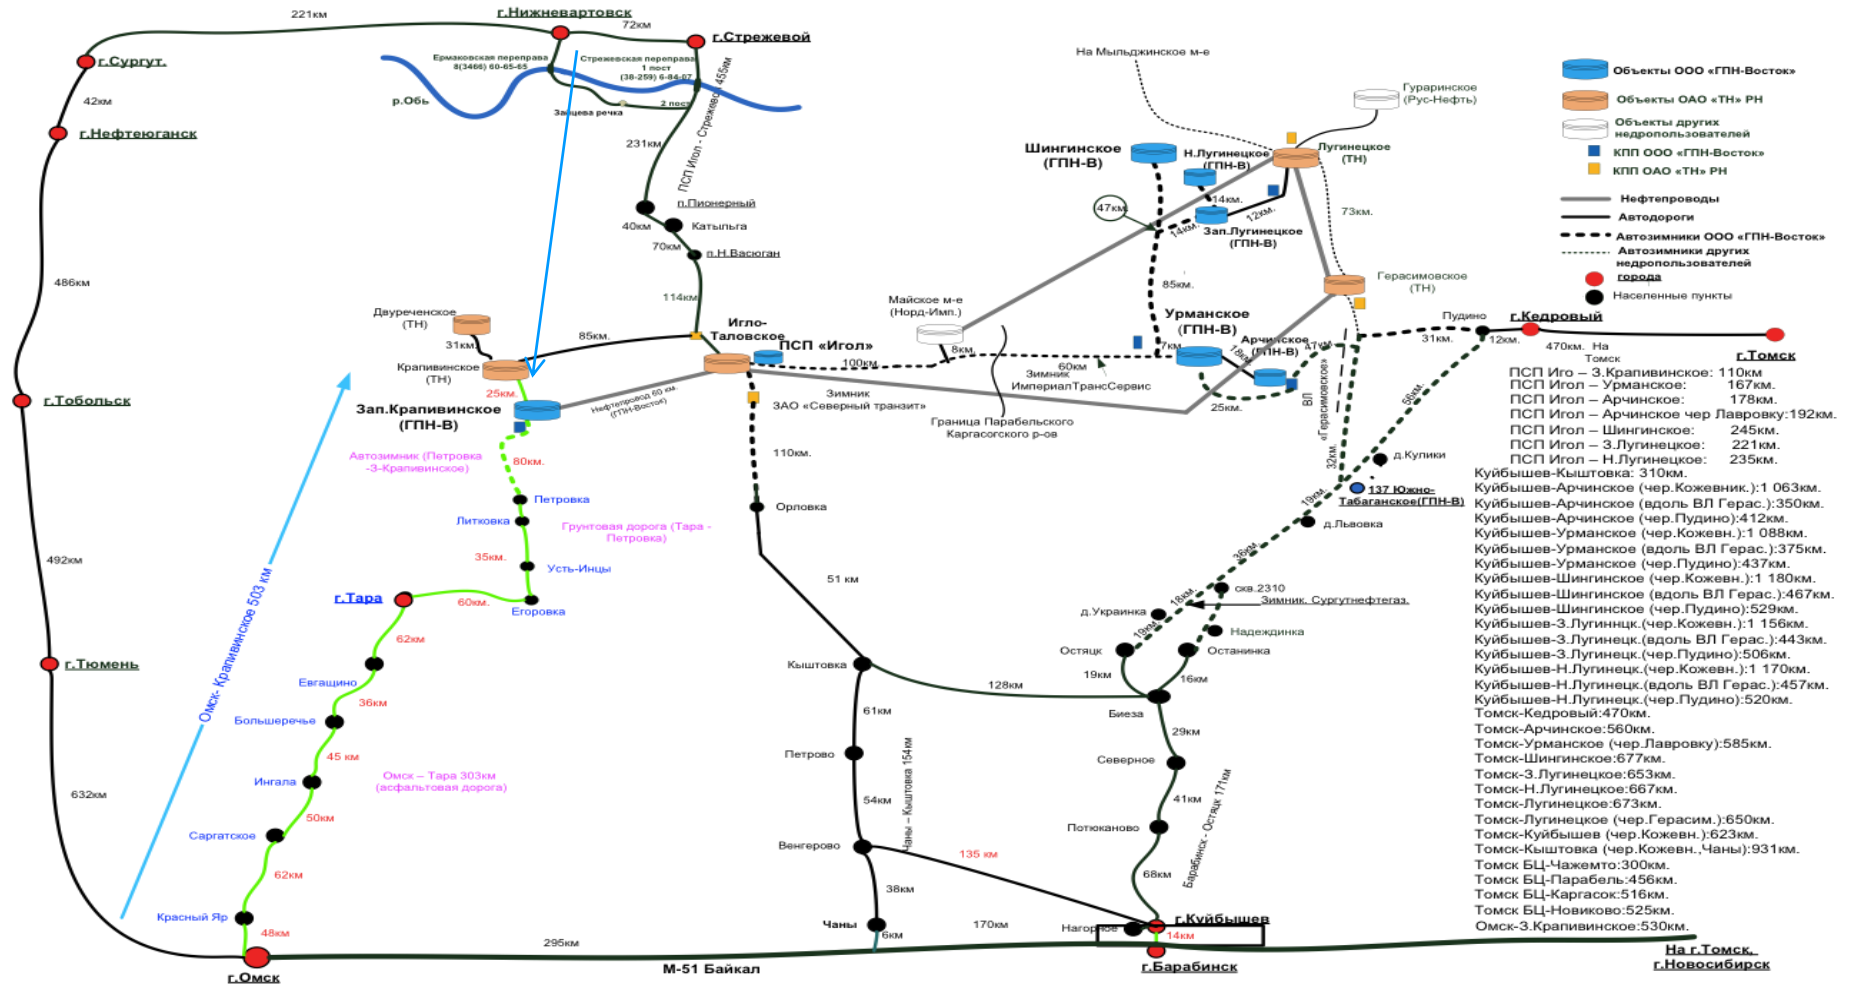 221км
г.Нижневартовск
72км
г.Стрежевой
г.Сургут.
Ермаковская переправа
8(3466) 60-65-65
Стрежевская переправа
1 пост
(38-259) 6-84-07
р.Обь
2 пост
Зайцева речка
42км
г.Нефтеюганск
231км
ПСП Игол - Стрежевой 455км
п.Пионерный
40км
Катыльга
70км
п.Н.Васюган
114км
486км
Двуреченское
(ТН)
31км
85км.
Игло-
Таловское
ПСП «Игол»
Крапивинское
(ТН)
25км.
Зап.Крапивинское
(ГПН-В)
Нефтепровод 60 км.
(ГПН-Восток)
г.Тобольск
Автозимник (Петровка
-З-Крапивинское)
80км.
Петровка
Литковка
Грунтовая дорога (Тара -
Петровка)
35км.
Усть-Инцы
Егоровка
60км.
г.Тара
62км
492км
Омск- Крапивинское 503 км
г.Тюмень
Евгащино
36км
Большеречье
45 км
Ингала
Омск – Тара 303км
(асфальтовая дорога)
50км
632км
Саргатское
62км
Красный Яр
48км
г.Омск
295км
М-51 Байкал
На Мыльджинское м-е
Гураринское
(Рус-Нефть)
Шингинское
(ГПН-В)
Н.Лугинецкое
(ГПН-В)
Лугинецкое
(ТН)
47км.
14км.
14км.
12км.
Зап.Лугинецкое
(ГПН-В)
73км.
85км.
Герасимовское
(ТН)
Майское м-е
(Норд-Имп.)
8км.
100км.
Урманское
(ГПН-В)
7км.
Арчинское
(ГПН-В)
18км.
47км.
60км
Зимник
ИмпериалТрансСервис
25км.
Зимник
ЗАО «Северный транзит»
Граница Парабельского
Каргасокского р-ов
ВЛ
«Герасимовское»
32км.
Пудино
31км.
г.Кедровый
12км.
470км. На
Томск
г.Томск
56км.
110км.
Орловка
51 км
д.Кулики
137 Южно-
Табаганское(ГПН-В)
19км.
д.Львовка
36км.
скв.2310
18км.
Зимник. Сургутнефтегаз.
д.Украинка
19км.
Надеждинка
Остяцк
Останинка
19км
16км
Кыштовка
128км
Биеза
61км
29км
Петрово
Северное
54км
41км
Чаны – Кыштовка 154км
Барабинск - Остяцк 171км
Потюканово
Венгерово
135 км
68км
38км
Чаны
6км
170км
г.Куйбышев
Нагорное
14км
г.Барабинск
На г.Томск,
г.Новосибирск
Объекты ООО «ГПН-Восток»
Объекты ОАО «ТН» РН
Объекты других
недропользователей
КПП ООО «ГПН-Восток»
КПП ОАО «ТН» РН
Нефтепроводы
Автодороги
Автозимники ООО «ГПН-Восток»
Автозимники других
недропользователей
города
Населенные пункты
ПСП Иго – З.Крапивинское: 110км
ПСП Игол – Урманское: 167км.
ПСП Игол – Арчинское: 178км.
ПСП Игол – Арчинское чер Лавровку:192км.
ПСП Игол – Шингинское: 245км.
ПСП Игол – З.Лугинецкое: 221км.
ПСП Игол – Н.Лугинецкое: 235км.
Куйбышев-Кыштовка: 310км.
Куйбышев-Арчинское (чер.Кожевник.):1 063км.
Куйбышев-Арчинское (вдоль ВЛ Герас.):350км.
Куйбышев-Арчинское (чер.Пудино):412км.
Куйбышев-Урманское (чер.Кожевн.):1 088км.
Куйбышев-Урманское (вдоль ВЛ Герас.):375км.
Куйбышев-Урманское (чер.Пудино):437км.
Куйбышев-Шингинское (чер.Кожевн.):1 180км.
Куйбышев-Шингинское (вдоль ВЛ Герас.):467км.
Куйбышев-Шингинское (чер.Пудино):529км.
Куйбышев-З.Лугиннцк.(чер.Кожевн.):1 156км.
Куйбышев-З.Лугинецк.(вдоль ВЛ Герас.):443км.
Куйбышев-З.Лугинецк.(чер.Пудино):506км.
Куйбышев-Н.Лугинецк.(чер.Кожевн.):1 170км.
Куйбышев-Н.Лугинецк.(вдоль ВЛ Герас.):457км.
Куйбышев-Н.Лугинецк.(чер.Пудино):520км.
Томск-Кедровый:470км.
Томск-Арчинское:560км.
Томск-Урманское (чер.Лавровку):585км.
Томск-Шингинское:677км.
Томск-З.Лугинецкое:653км.
Томск-Н.Лугинецкое:667км.
Томск-Лугинецкое:673км.
Томск-Лугинецкое (чер.Герасим.):650км.
Томск-Куйбышев (чер.Кожевн.):623км.
Томск-Кыштовка (чер.Кожевн.,Чаны):931км.
Томск БЦ-Чажемто:300км.
Томск БЦ-Парабель:456км.
Томск БЦ-Каргасок:516км.
Томск БЦ-Новиково:525км.
Омск-З.Крапивинское:530км.